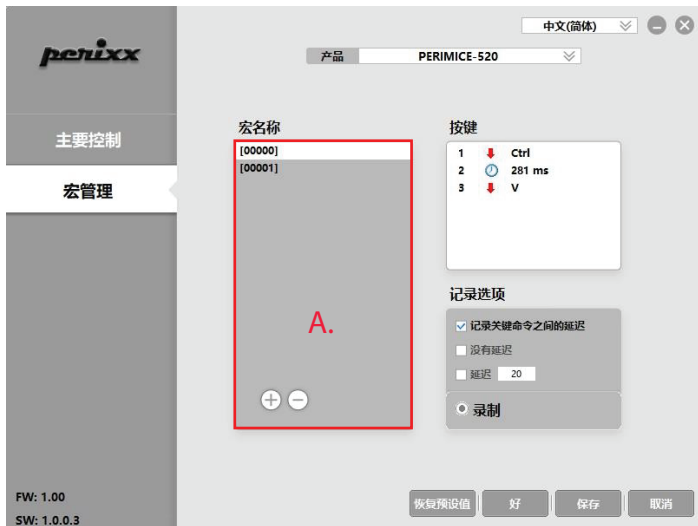 中文(简体)
perixx
产品 PERIMICE-520
主要控制
宏管理
宏名称
[00000]
[00001]
A.
按键
1 Ctrl
2 281 ms
3 V
记录选项
记录关键命令之间的延迟
没有延迟
延迟 20
录制
FW: 1.00
SW: 1.0.0.3
恢复预设值 好 保存 取消